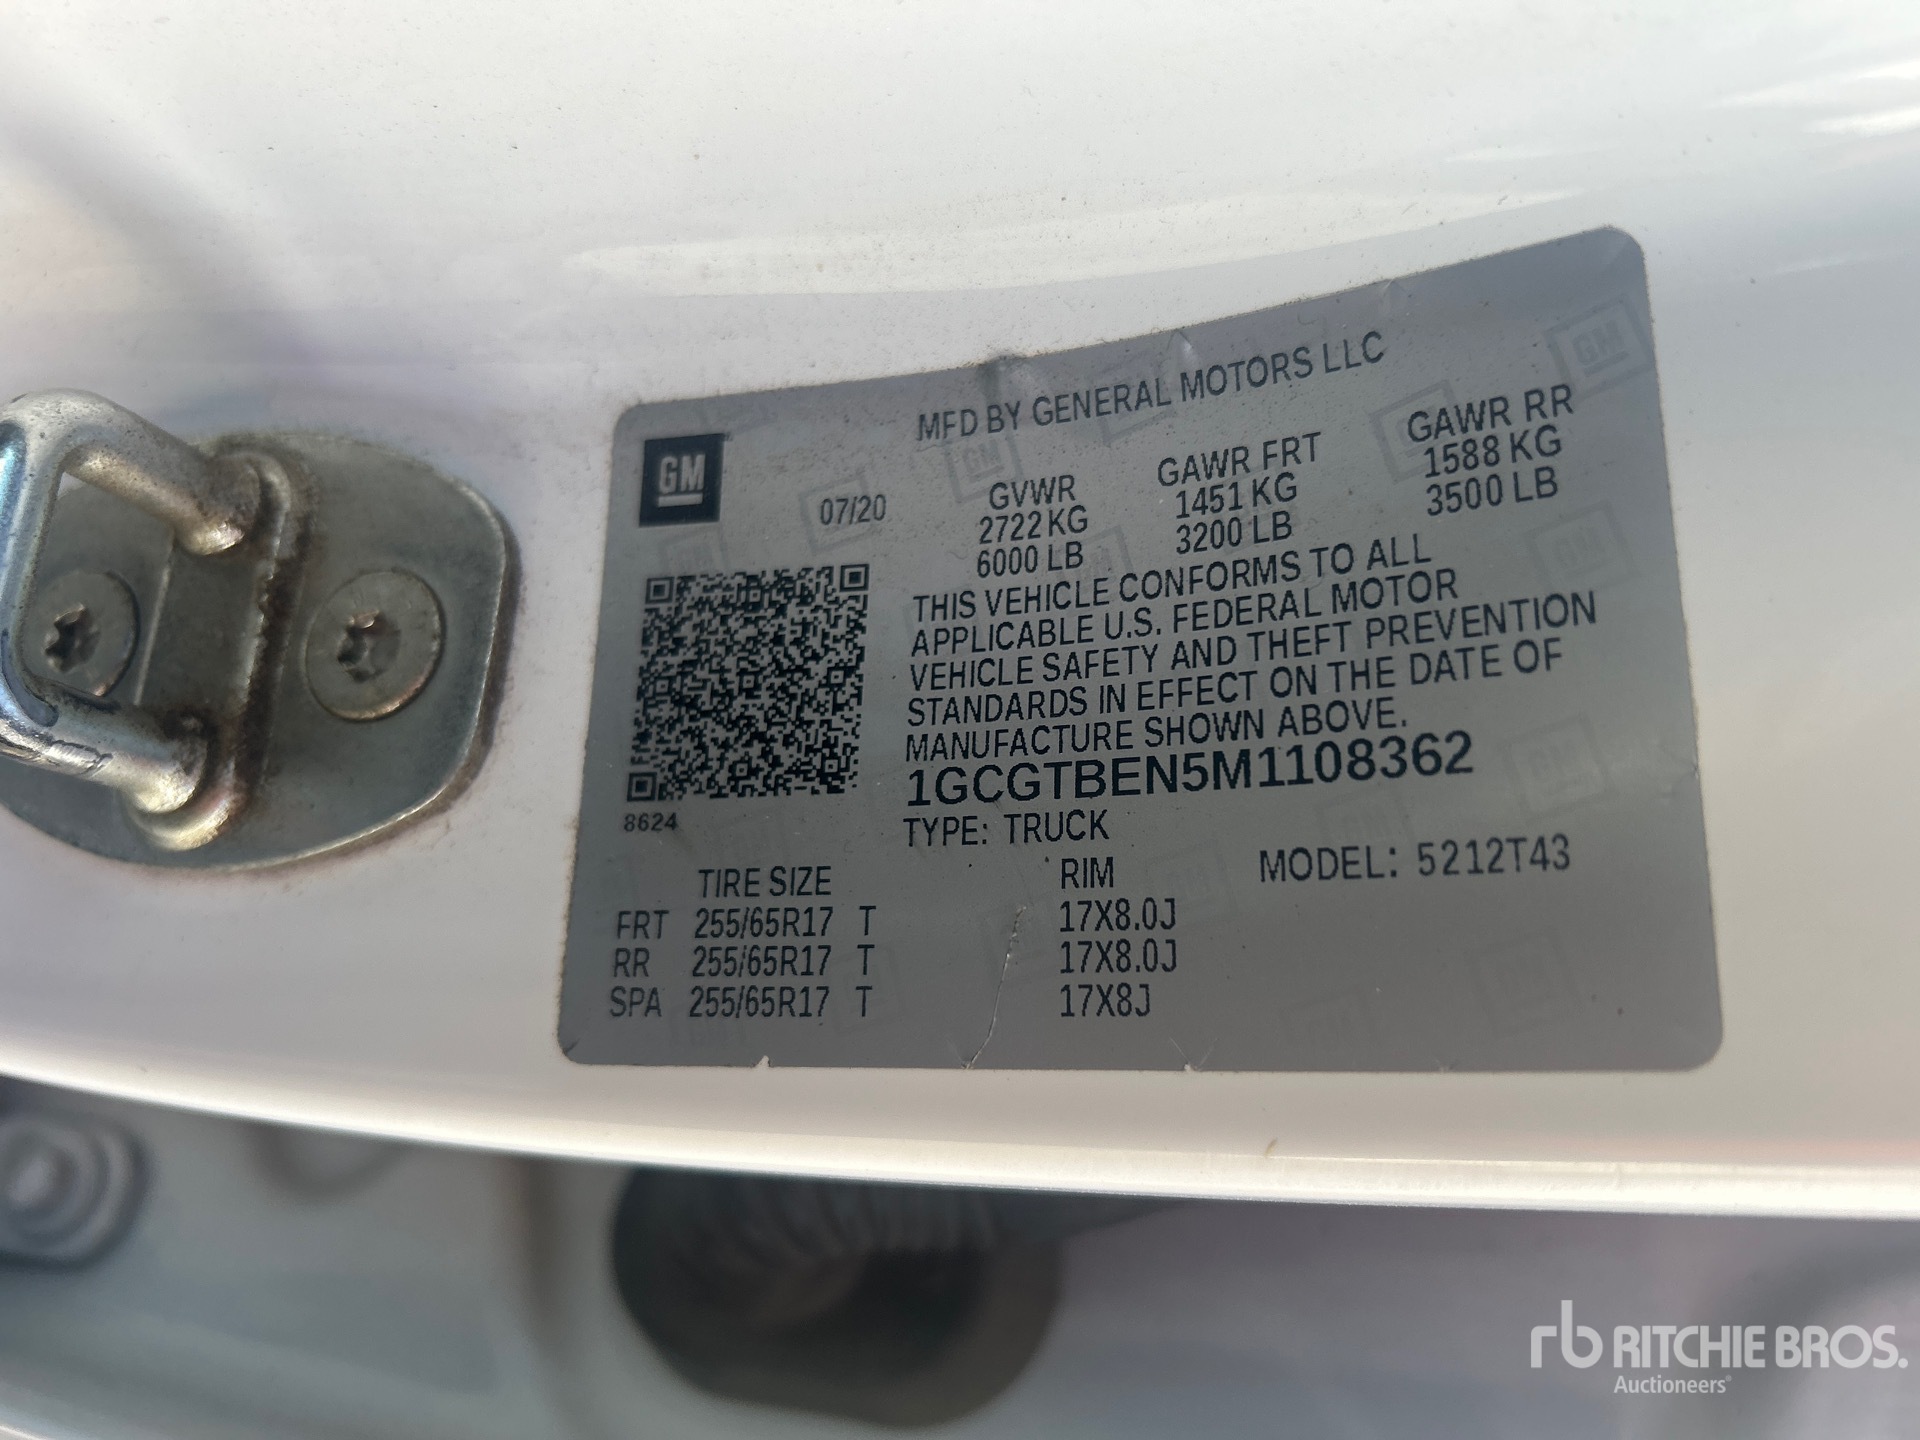 MFD BY GENERAL MOTORS LLC
GM
07/20
GVWR
2722 KG
6000 LB
GAWR FRT
1451 KG
3200 LB
GAWR RR
1588 KG
3500 LB
THIS VEHICLE CONFORMS TO ALL
APPLICABLE U.S. FEDERAL MOTOR
VEHICLE SAFETY AND THEFT PREVENTION
STANDARDS IN EFFECT ON THE DATE OF
MANUFACTURE SHOWN ABOVE.
1GCGTBEN5M1108362
8624
TYPE: TRUCK
MODEL: 5212T43
TIRE SIZE RIM
FRT 255/65R17 T 17X8.0J
RR 255/65R17 T 17X8.0J
SPA 255/65R17 T 17X8J
rb RITCHIE BROS.
Auctioneers